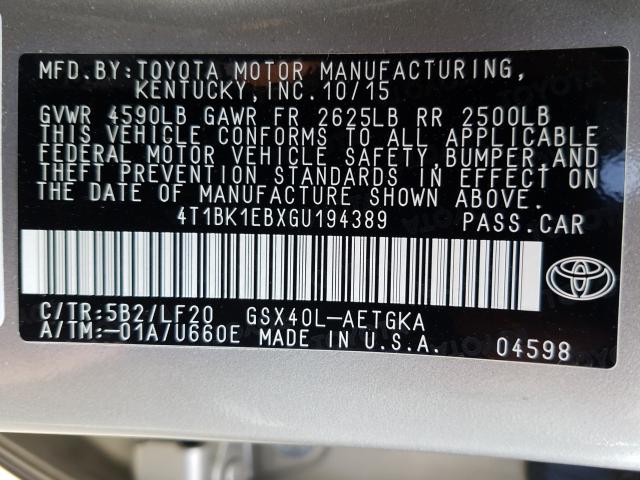 MFD.BY:TOYOTA MOTOR MANUFACTURING,
KENTUCKY, INC.10/15
GVWR 4590LB GAWR FR 2625LB RR 2500LB
THIS VEHICLE CONFORMS TO ALL APPLICABLE
FEDERAL MOTOR VEHICLE SAFETY,BUMPER,AND
THEFT PREVENTION STANDARDS IN EFFECT ON
THE DATE OF MANUFACTURE SHOWN ABOVE.
4T1BK1EBXGU194389 PASS.CAR
C/TR:5B2/LF20 GSX40L-AETGKA
A/TM:-01A/U660E MADE IN U.S.A. 04598